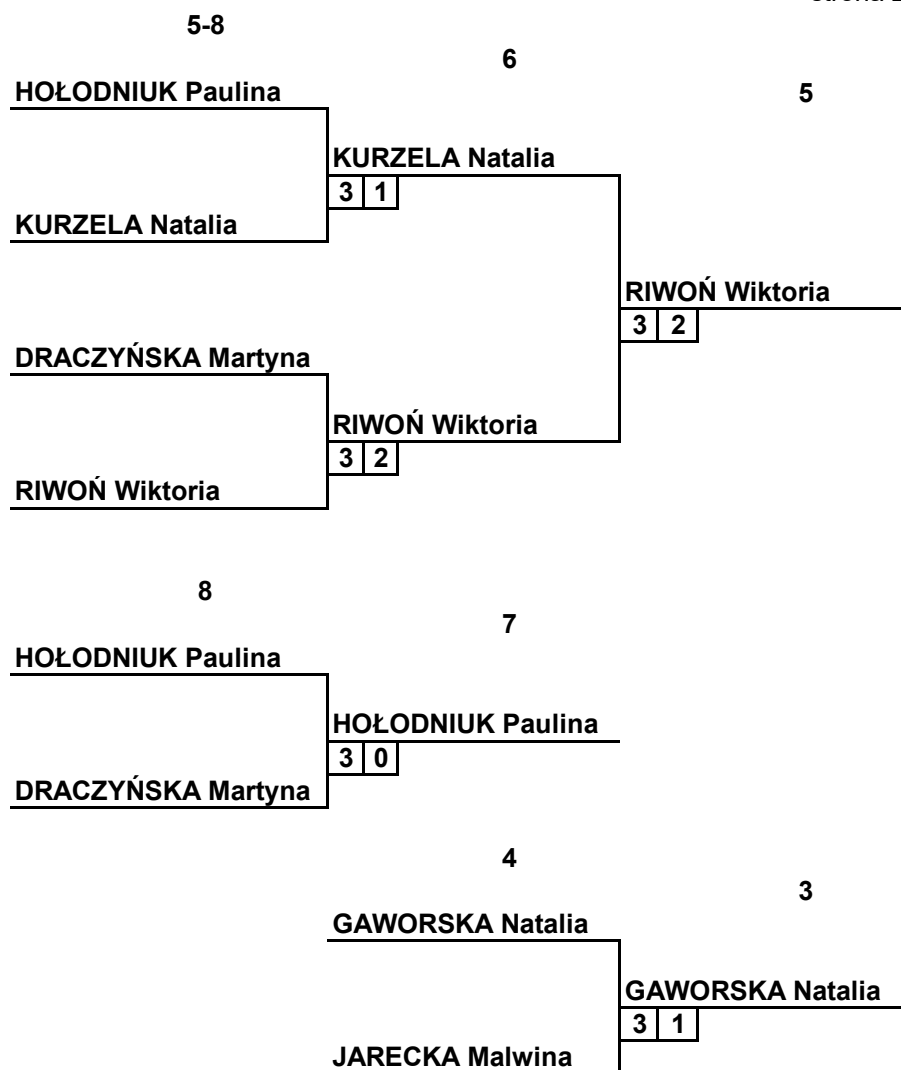 5-8
6
HOŁODNIUK Paulina
5
KURZELA Natalia
3 1
KURZELA Natalia
RIWOŃ Wiktoria
3 2
DRACZYŃSKA Martyna
RIWOŃ Wiktoria
3 2
RIWOŃ Wiktoria
8
7
HOŁODNIUK Paulina
HOŁODNIUK Paulina
3 0
DRACZYŃSKA Martyna
4
3
GAWORSKA Natalia
GAWORSKA Natalia
3 1
JARECKA Malwina